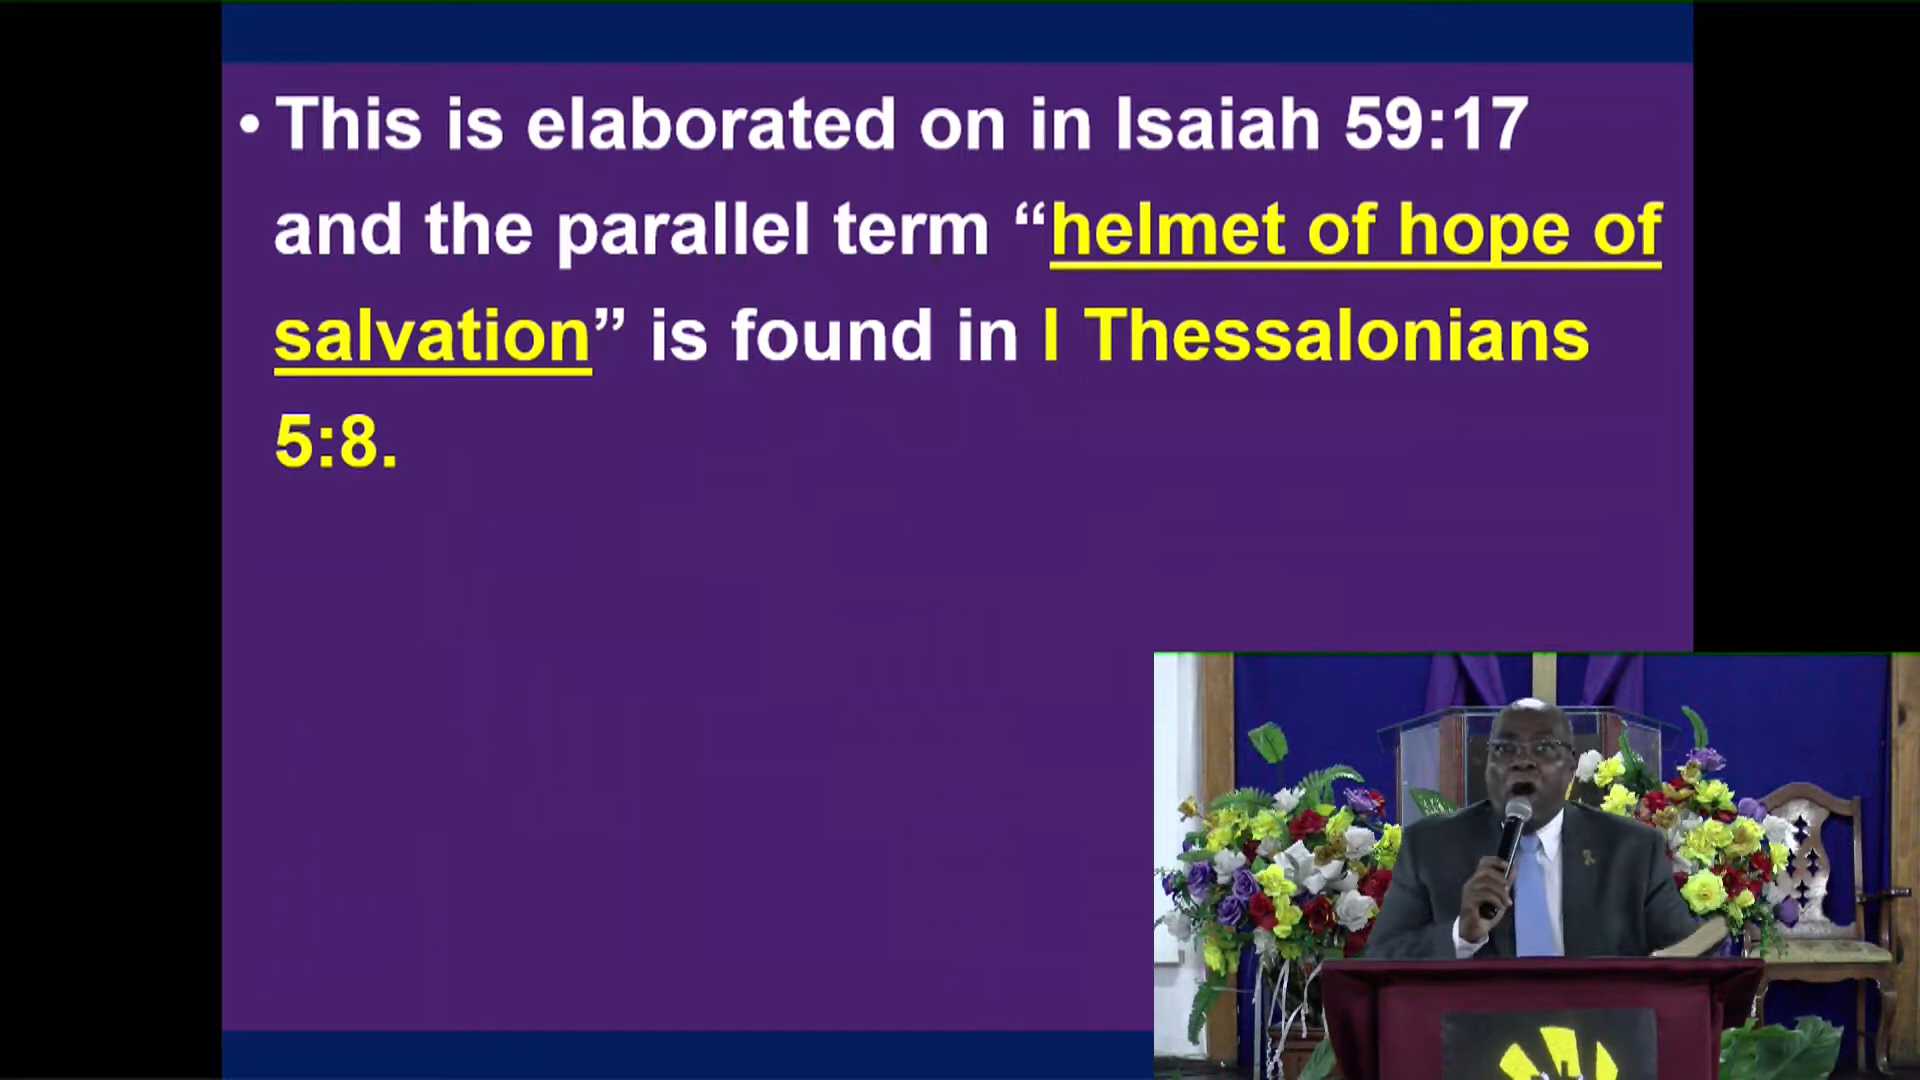 • This is elaborated on in Isaiah 59:17
and the parallel term “helmet of hope of
salvation” is found in I Thessalonians
5:8.